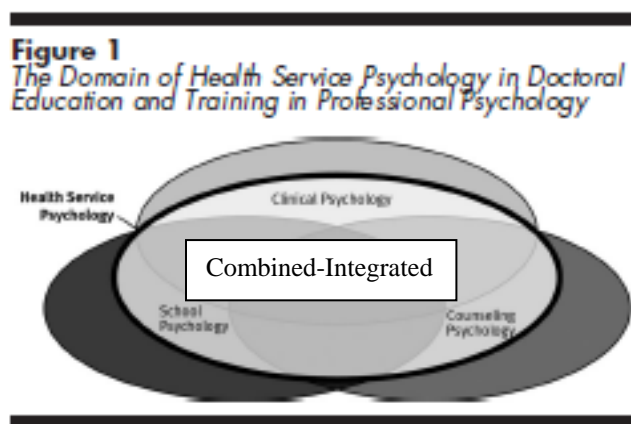 Figure 1
The Domain of Health Service Psychology in Doctoral
Education and Training in Professional Psychology
Clinical Psychology
Health Service
Psychology
Combined-Integrated
School
Psychology
Counseling
Psychology